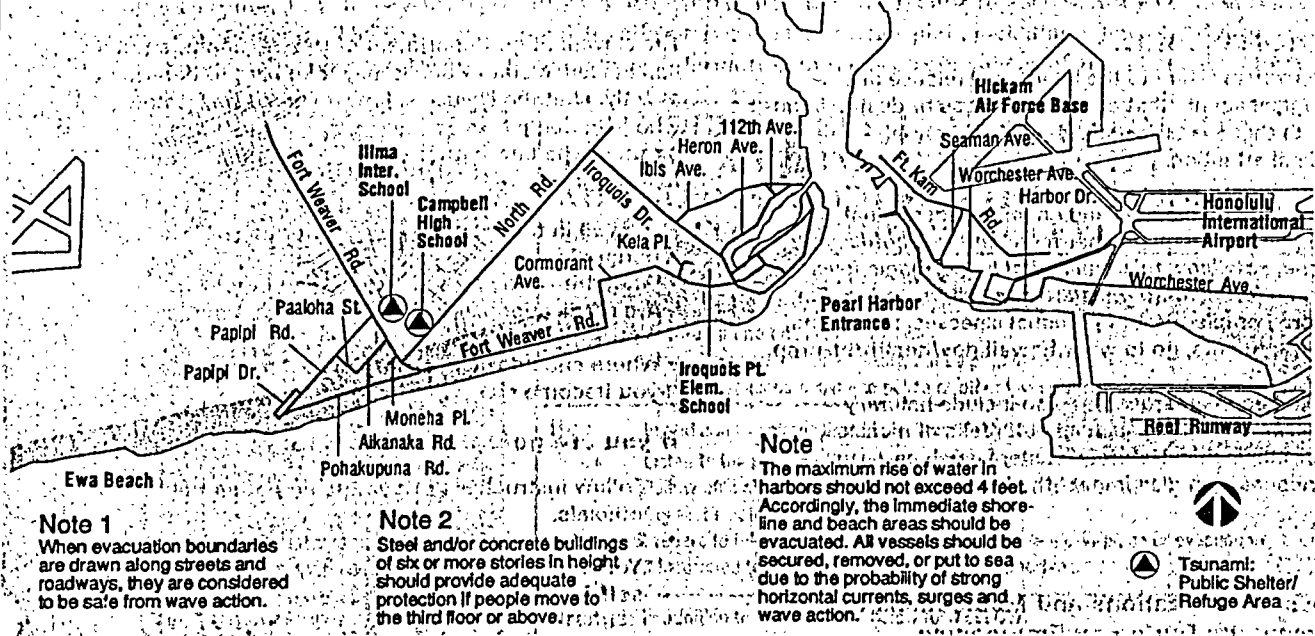 Hickam
Air Force Base
112th Ave.
Heron Ave.
Ibis Ave.
Seaman Ave.
Ilima
Inter.
School
Fort Weaver Rd.
Campbell
High
School
North Rd.
Iroquois Dr.
Ft. Kam
Rd.
Worchester Ave.
Harbor Dr.
Honolulu
International
Airport
Kela Pl.
Cormorant
Ave.
Worchester Ave.
Paaloha St.
Papipi Rd.
Papipi Dr.
Fort Weaver Rd.
Pearl Harbor
Entrance
Iroquois Pt.
Elem.
School
Moneha Pl.
Aikanaka Rd.
Pohakupuna Rd.
Reef Runway
Ewa Beach
Note 1
When evacuation boundaries
are drawn along streets and
roadways, they are considered
to be safe from wave action.
Note 2
Steel and/or concrete buildings
of six or more stories in height
should provide adequate
protection if people move to
the third floor or above.
Note
The maximum rise of water in
harbors should not exceed 4 feet.
Accordingly, the immediate shore-
line and beach areas should be
evacuated. All vessels should be
secured, removed, or put to sea
due to the probability of strong
horizontal currents, surges and
wave action.
Tsunami:
Public Shelter/
Refuge Area